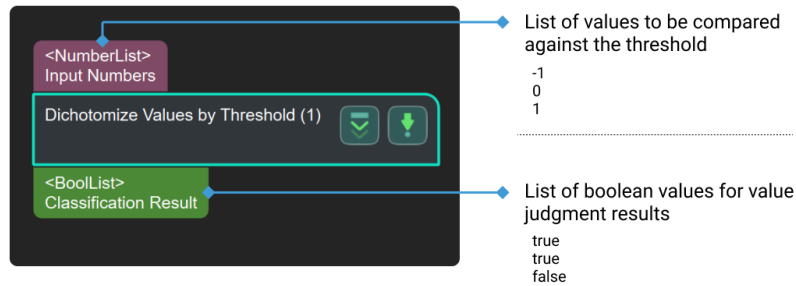 <NumberList>
Input Numbers
Dichotomize Values by Threshold (1)
<BoolList>
Classification Result
List of values to be compared
against the threshold
-1
0
1
List of boolean values for value
judgment results
true
true
false